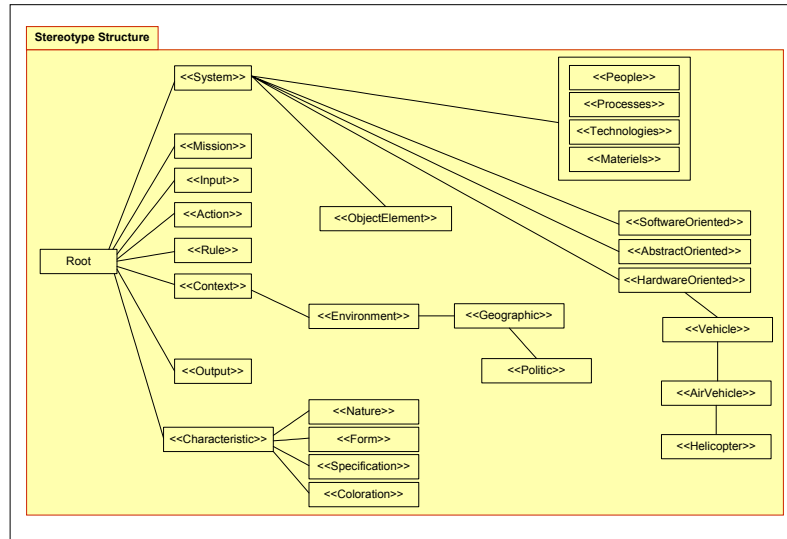 Stereotype Structure
<<System>>
<<People>>
<<Processes>>
<<Technologies>>
<<Materiels>>
<<Mission>>
<<Input>>
<<Action>>
<<ObjectElement>>
<<SoftwareOriented>>
<<AbstractOriented>>
<<HardwareOriented>>
Root
<<Rule>>
<<Context>>
<<Environment>>
<<Geographic>>
<<Politic>>
<<Vehicle>>
<<AirVehicle>>
<<Helicopter>>
<<Output>>
<<Characteristic>>
<<Nature>>
<<Form>>
<<Specification>>
<<Coloration>>